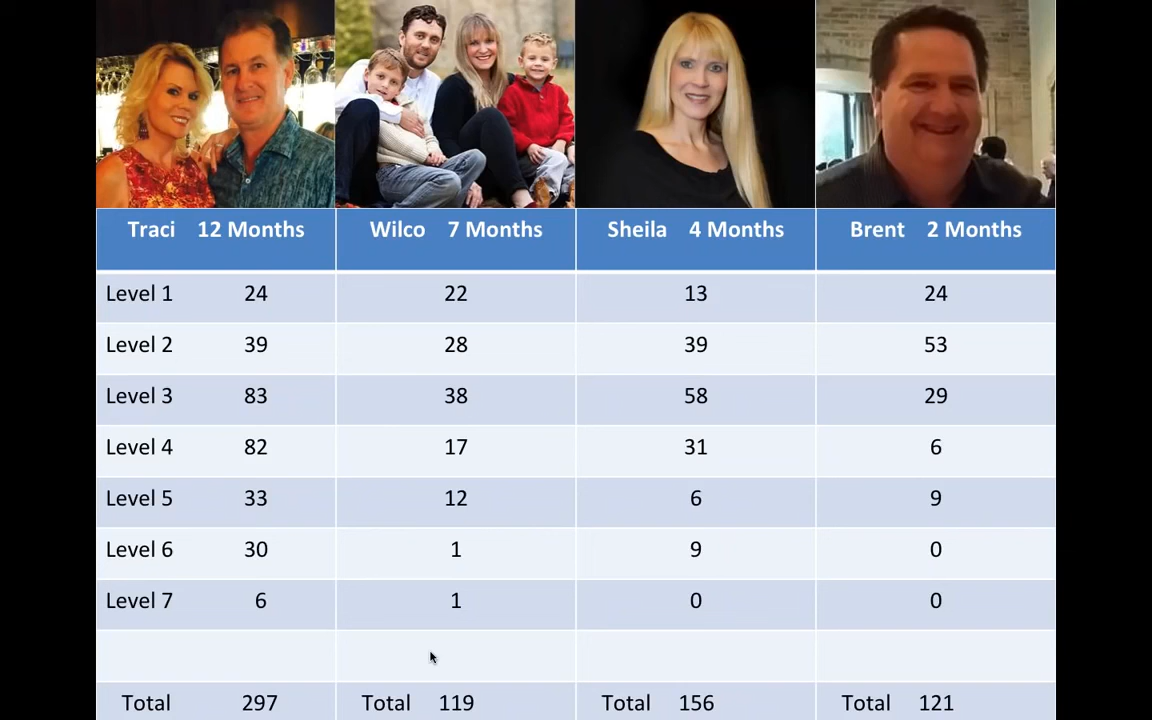 Traci 12 Months Wilco 7 Months Sheila 4 Months Brent 2 Months
Level 1 24 22 13 24
Level 2 39 28 39 53
Level 3 83 38 58 29
Level 4 82 17 31 6
Level 5 33 12 6 9
Level 6 30 1 9 0
Level 7 6 1 0 0
Total 297 Total 119 Total 156 Total 121